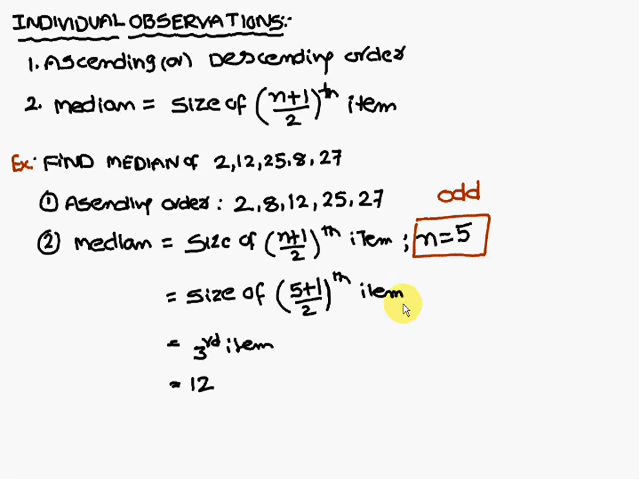 INDIVIDUAL OBSERVATIONS:-
1. Ascending (or) Descending order
2. median = size of (n+1/2)th item
Ex: FIND MEDIAN of 2,12,25,8,27
① Asending order : 2,8,12,25,27
odd
② median = size of (n+1/2)th iTem ; n=5
= size of (5+1/2)th item
= 3rd item
= 12